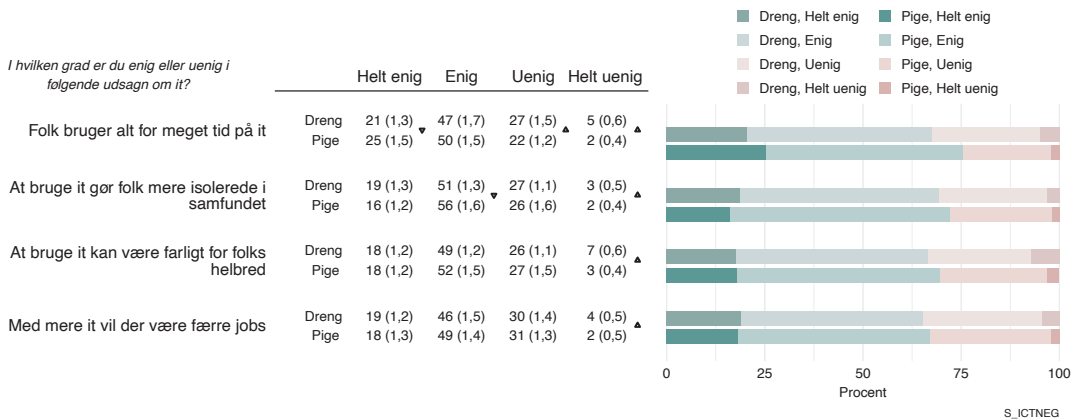 Dreng, Helt enig Pige, Helt enig
Dreng, Enig Pige, Enig
Dreng, Uenig Pige, Uenig
Dreng, Helt uenig Pige, Helt uenig
I hvilken grad er du enig eller uenig i
følgende udsagn om it?
Helt enig Enig Uenig Helt uenig
Folk bruger alt for meget tid på it
Dreng 21 (1,3) 47 (1,7) 27 (1,5) 5 (0,6)
Pige 25 (1,5) 50 (1,5) 22 (1,2) 2 (0,4)
At bruge it gør folk mere isolerede i
samfundet
Dreng 19 (1,3) 51 (1,3) 27 (1,1) 3 (0,5)
Pige 16 (1,2) 56 (1,6) 26 (1,6) 2 (0,4)
At bruge it kan være farligt for folks
helbred
Dreng 18 (1,2) 49 (1,2) 26 (1,1) 7 (0,6)
Pige 18 (1,2) 52 (1,5) 27 (1,5) 3 (0,4)
Med mere it vil der være færre jobs
Dreng 19 (1,2) 46 (1,5) 30 (1,4) 4 (0,5)
Pige 18 (1,3) 49 (1,4) 31 (1,3) 2 (0,5)
0 25 50 75 100
Procent
S_ICTNEG